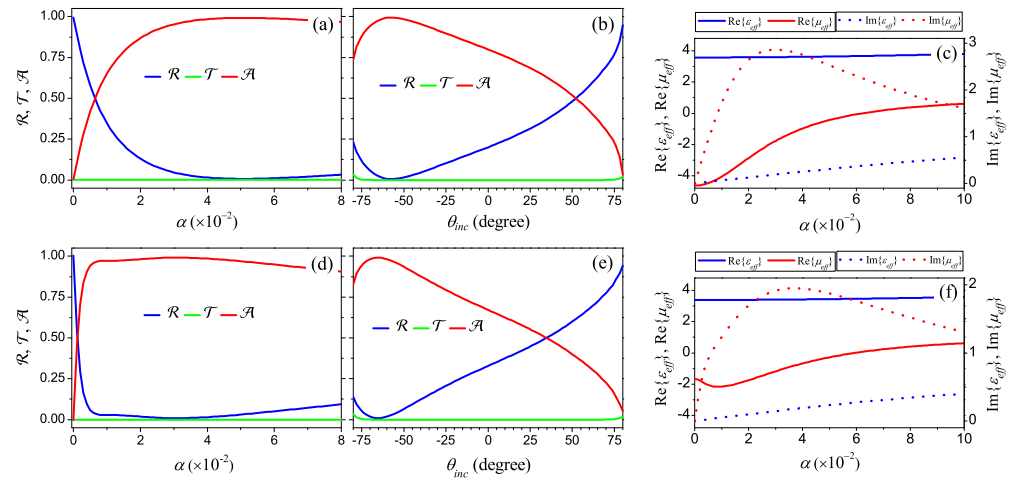 (a)
1.00
0.75
0.50
0.25
0.00
ℛ, 𝒯, 𝒜
ℛ 𝒯 𝒜
0 2 4 6 8
α (×10⁻²)
(b)
ℛ 𝒯 𝒜
-75 -50 -25 0 25 50 75
θinc (degree)
Re{εeff} Re{μeff} Im{εeff} Im{μeff}
(c)
4
2
0
-2
-4
Re{εeff}, Re{μeff}
3
2
1
0
Im{εeff}, Im{μeff}
0 2 4 6 8 10
α (×10⁻²)
(d)
1.00
0.75
0.50
0.25
0.00
ℛ, 𝒯, 𝒜
ℛ 𝒯 𝒜
0 2 4 6 8
α (×10⁻²)
(e)
ℛ 𝒯 𝒜
-75 -50 -25 0 25 50 75
θinc (degree)
Re{εeff} Re{μeff} Im{εeff} Im{μeff}
(f)
4
2
0
-2
-4
Re{εeff}, Re{μeff}
2
1
0
Im{εeff}, Im{μeff}
0 2 4 6 8 10
α (×10⁻²)